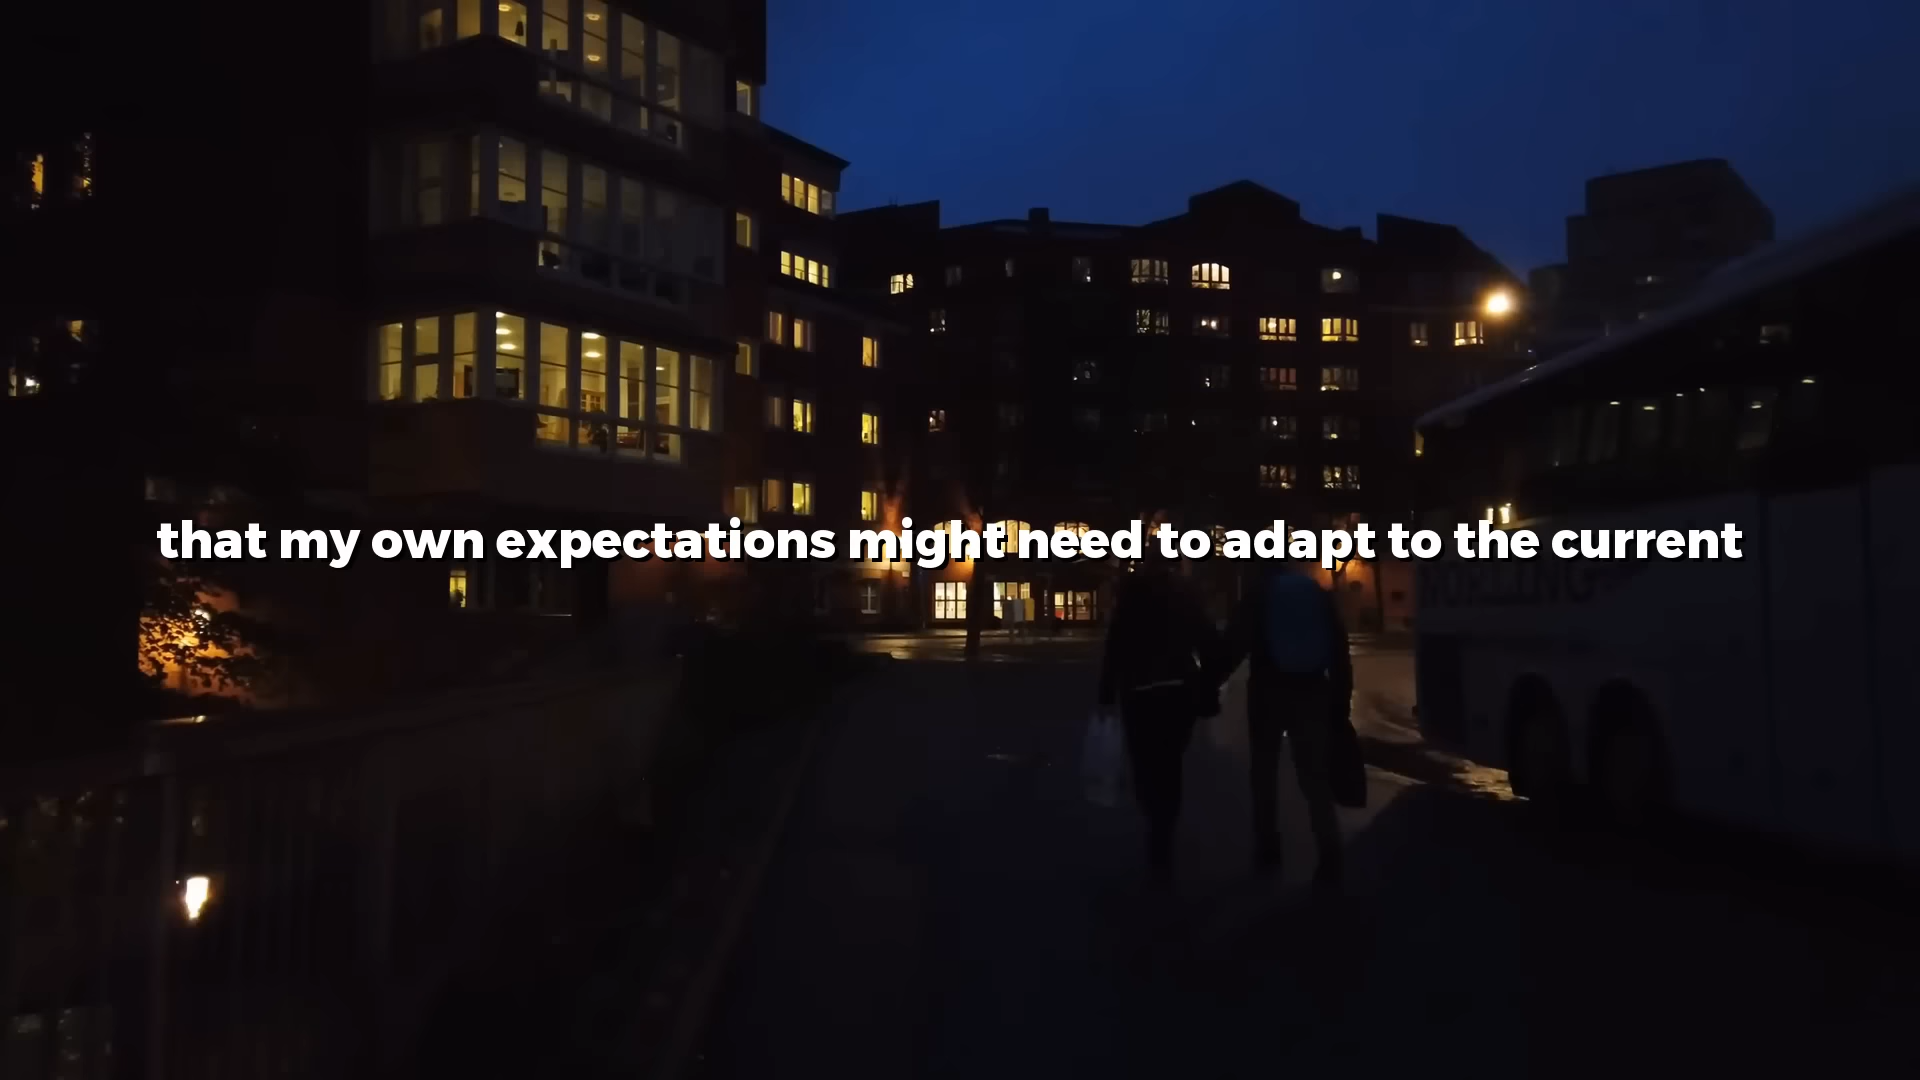 that my own expectations might need to adapt to the current